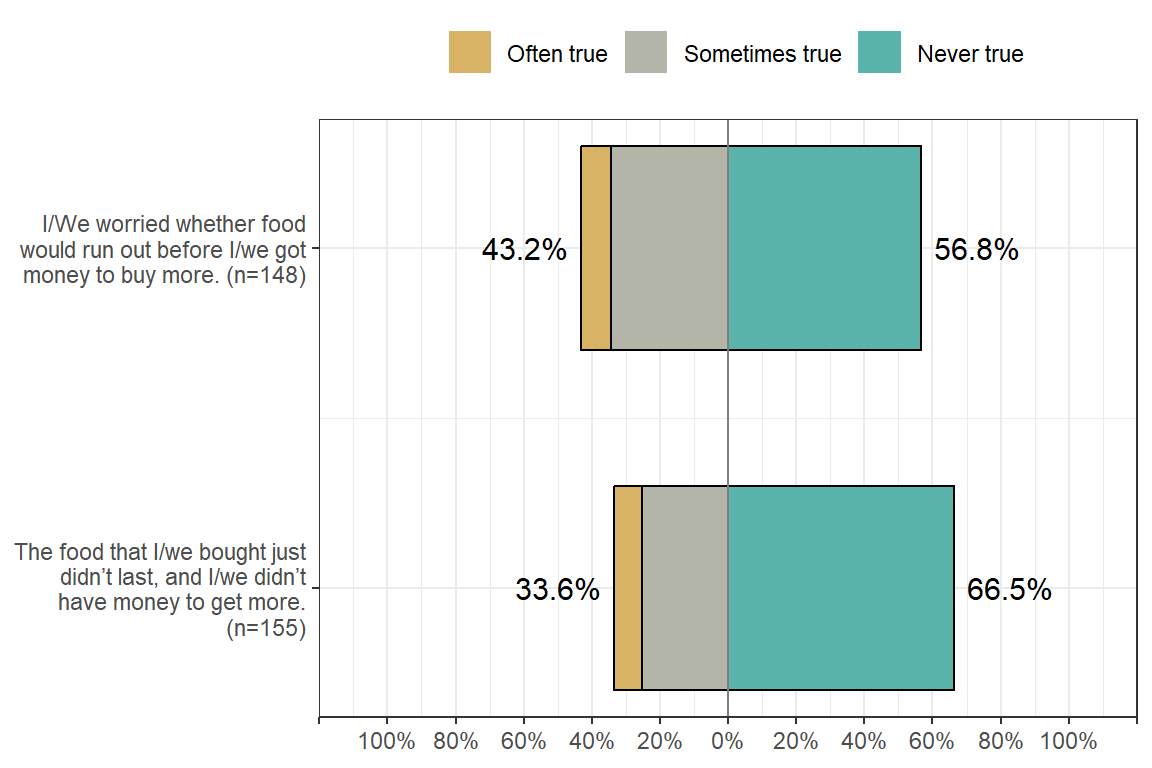 Often true Sometimes true Never true
I/We worried whether food
would run out before I/we got
money to buy more. (n=148)
43.2% 56.8%
The food that I/we bought just
didn’t last, and I/we didn’t
have money to get more.
(n=155)
33.6% 66.5%
100% 80% 60% 40% 20% 0% 20% 40% 60% 80% 100%